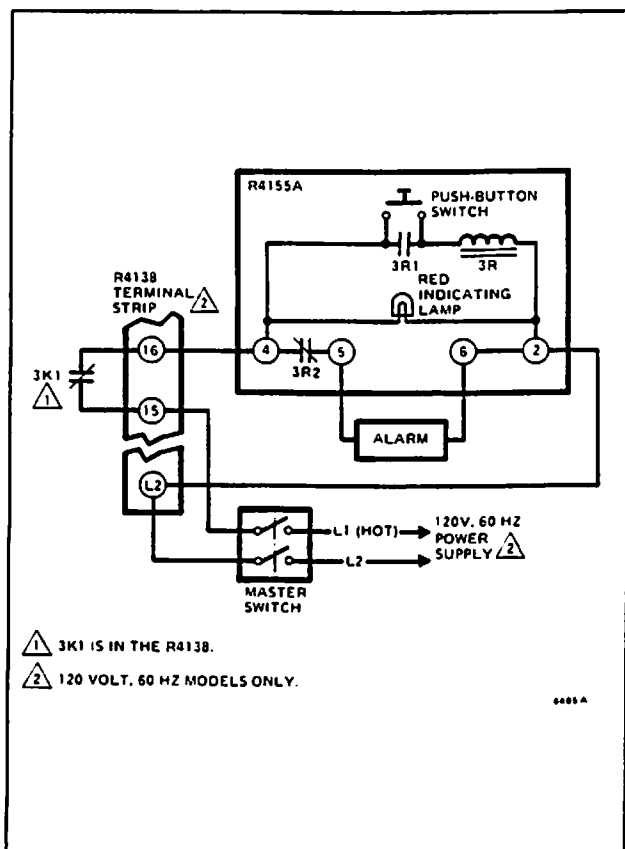 R4155A
PUSH-BUTTON
SWITCH
3R1
3R
RED
INDICATING
LAMP
R4138
TERMINAL
STRIP
2
16
4
3R2
5
6
2
3K1
1
15
ALARM
L2
L1 (HOT)
L2
120V, 60 HZ
POWER
SUPPLY 2
MASTER
SWITCH
1 3K1 IS IN THE R4138.
2 120 VOLT, 60 HZ MODELS ONLY.